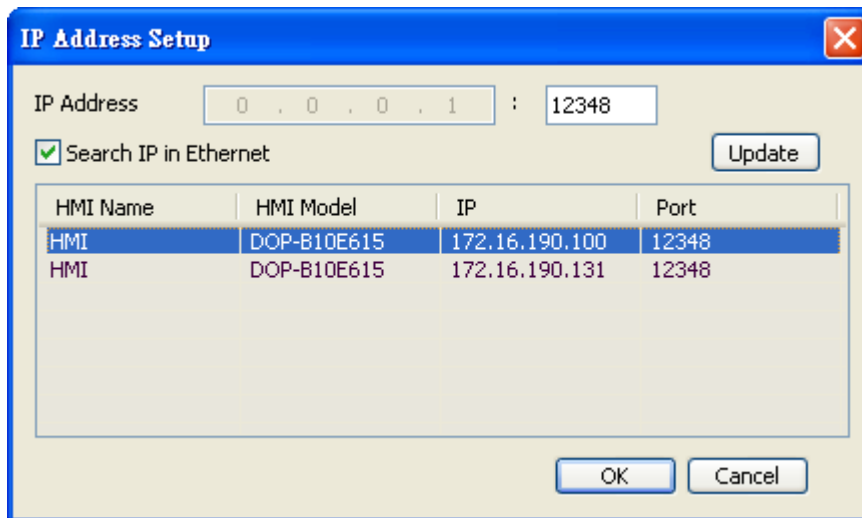 IP Address Setup
IP Address 0 . 0 . 0 . 1 : 12348
Search IP in Ethernet Update
HMI Name HMI Model IP Port
HMI DOP-B10E615 172.16.190.100 12348
HMI DOP-B10E615 172.16.190.131 12348
OK Cancel